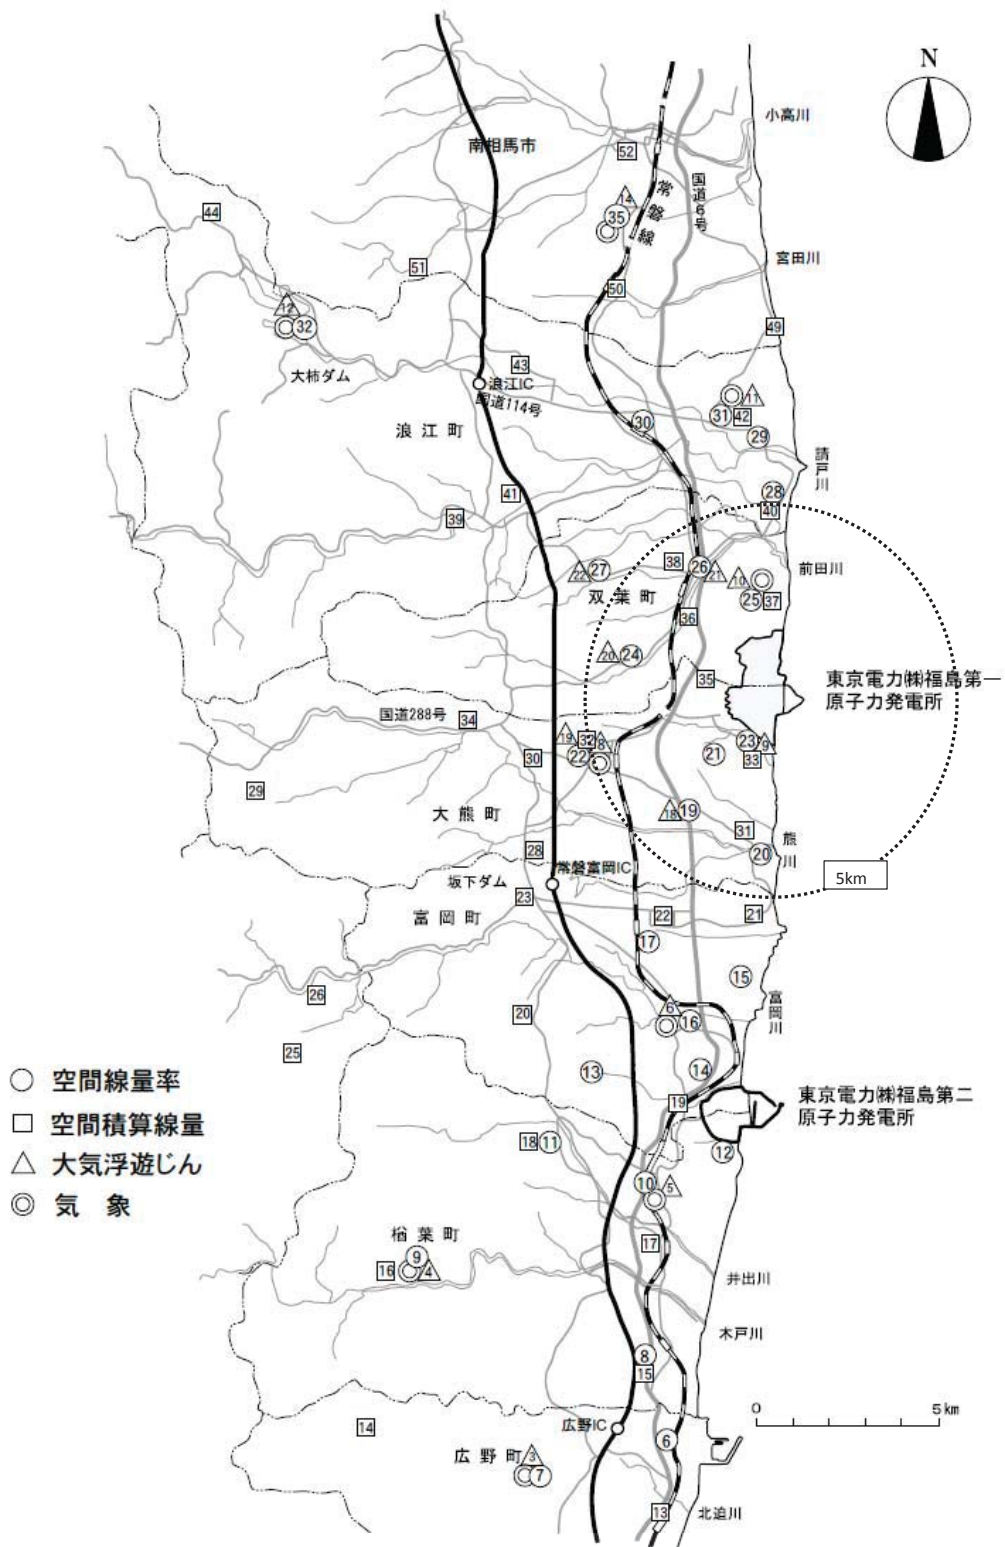 N
小高川
南相馬市
52
常磐線
国道6号
14
35
44
宮田川
51
50
12
32
49
大柿ダム
43
浪江IC
国道114号
11
31
42
30
29
浪江町
請戸川
41
28
40
39
38
26
21
10
前田川
22
27
双葉町
25
37
36
20
24
35
東京電力㈱福島第一
原子力発電所
国道288号
34
19
32
8
22
30
21
23
9
33
29
大熊町
18
19
31
熊川
20
28
常磐富岡IC
坂下ダム
5km
23
富岡町
22
21
17
15
26
富岡川
6
16
20
25
13
14
○ 空間線量率
□ 空間積算線量
△ 大気浮遊じん
◎ 気 象
19
東京電力㈱福島第二
原子力発電所
18
11
12
10
5
楢葉町
17
9
16
4
井出川
木戸川
8
15
0 5km
14
広野IC
6
広野町
3
7
13
北迫川